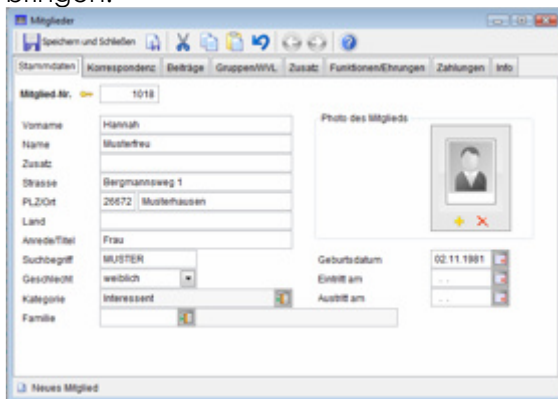 bringen.
Mitglieder
Speichern und Schließen
Stammdaten Korrespondenz Beiträge Gruppen/WVL Zusatz Funktionen/Ehrungen Zahlungen Info
Mitglied-Nr. 1018
Vorname Hannah Photo des Mitglieds
Name Musterfreu
Zusatz
Strasse Bergmannsweg 1
PLZ/Ort 26672 Musterhausen
Land
Anrede/Titel Frau
Suchbegriff MUSTER Geburtsdatum 02.11.1981
Geschlecht weiblich Eintritt am . .
Kategorie Interessent Austritt am . .
Familie
Neues Mitglied